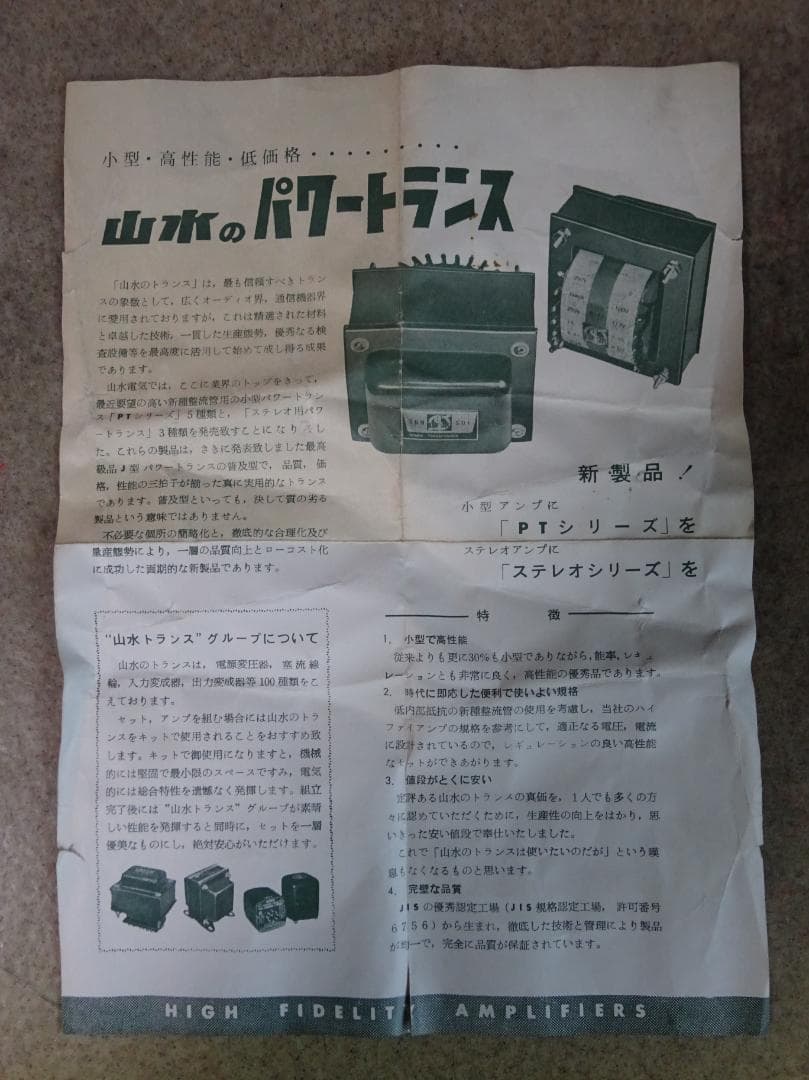 小型・高性能・低価格・・・・・・・・・
山水のパワートランス
「山水のトランス」は，最も信頼すべきトラン
スの象徴として，広くオーディオ界，通信機器界
に愛用されておりますが，これは精選された材料
と卓越した技術，一貫した生産態勢，優秀なる検
査設備等を最高度に活用して始めて成し得る成果
であります。
山水電気では，ここに業界のトップをきって，
最近要望の高い新種整流管用の小型パワートラン
ス「PTシリーズ」5種類と，「ステレオ用パワ
ートランス」3種類を発売致すことになりまし
た。これらの製品は，さきに発表致しました最高
級品J型パワートランスの普及型で，品質，価
格，性能の三拍子が揃った真に実用的なトランス
であります。普及型といっても，決して質の劣る
製品という意味ではありません。
不必要な個所の簡略化と，徹底的な合理化及び
量産態勢により，一層の品質向上とローコスト化
に成功した画期的な新製品であります。
SAN SUI
新製品！
小型アンプに
「PTシリーズ」を
ステレオアンプに
「ステレオシリーズ」を
“山水トランス”グループについて
山水のトランスは，電源変圧器，塞流線
輪，入力変成器，出力変成器等100種類をこ
えております。
セット，アンプを組む場合には山水のトラ
ンスをキットで使用されることをおすすめ致
します。キットで御使用になりますと，機械
的には堅固で最小限のスペースですみ，電気
的には総合特性を遺憾なく発揮します。組立
完了後には“山水トランス”グループが素晴
しい性能を発揮すると同時に，セットを一層
優美なものにし，絶対安心がいただけます。
特徴
1. 小型で高性能
従来よりも更に30%も小型でありながら，能率，レギュ
レーションとも非常に良く，高性能の優秀品であります。
2. 時代に即応した便利で使いよい規格
低内部抵抗の新種整流管の使用を考慮し，当社のハイ
ファイアンプの規格を参考にして，適正なる電圧，電流
に設計されているので，レギュレーションの良い高性能
なセットができあがります。
3. 値段がとくに安い
定評ある山水のトランスの真価を，1人でも多くの方
々に認めていただくために，生産性の向上をはかり，思
いきった安い値段で奉仕いたしました。
これで「山水のトランスは使いたいのだが」という嘆
息もなくなるものと思います。
4. 完璧な品質
JISの優秀認定工場（JIS規格認定工場，許可番号
6756）から生まれ，徹底した技術と管理により製品
が均一で，完全に品質が保証されています。
HIGH FIDELITY AMPLIFIERS